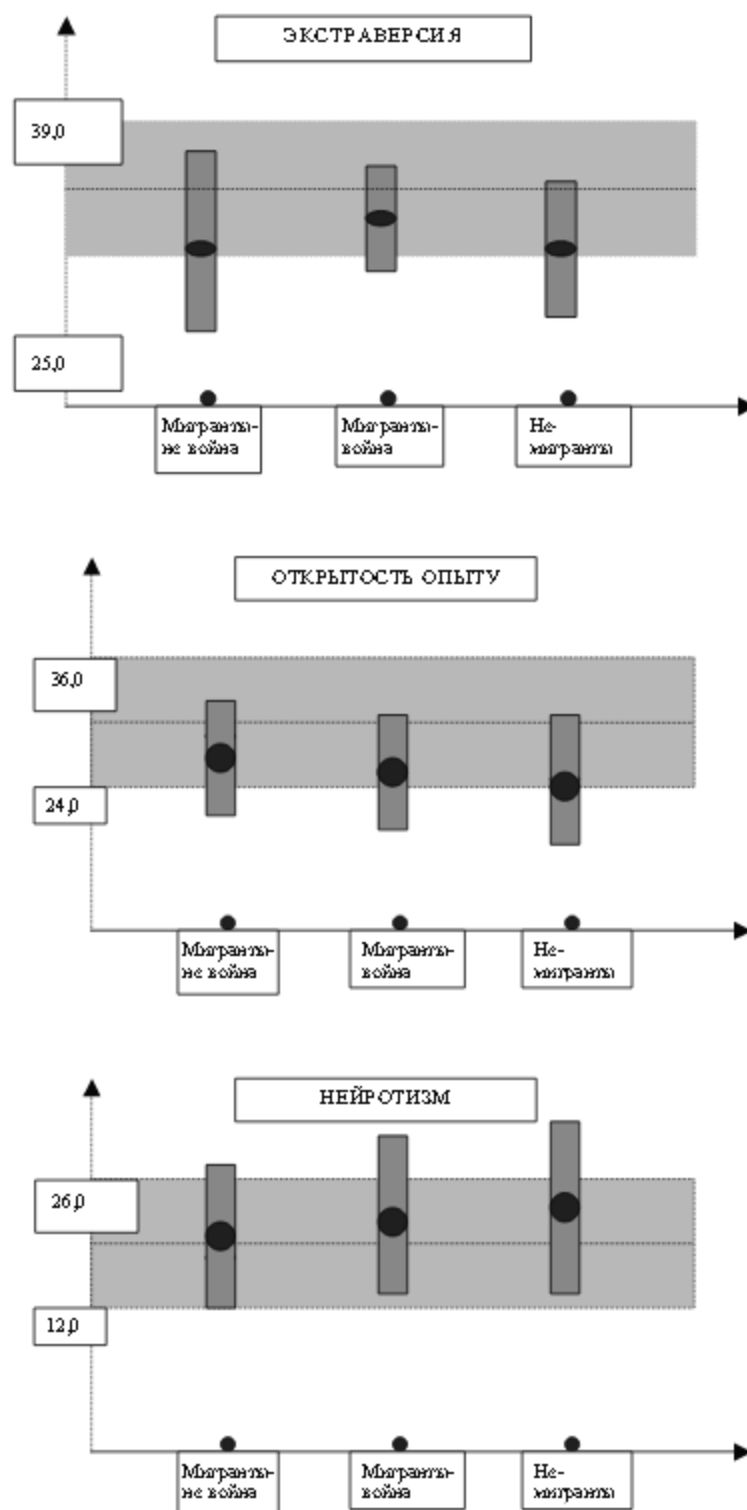 ЭКСТРАВЕРСИЯ
39,0
25,0
Мигранты-
не война
Мигранты-
война
Не-
мигранты
ОТКРЫТОСТЬ ОПЫТУ
36,0
24,0
Мигранты-
не война
Мигранты-
война
Не-
мигранты
НЕЙРОТИЗМ
26,0
12,0
Мигранты-
не война
Мигранты-
война
Не-
мигранты